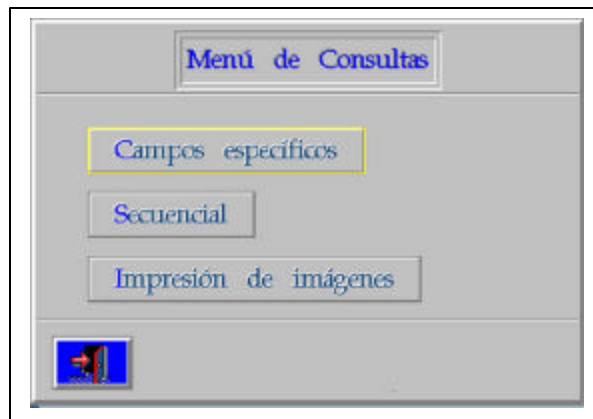 Menú de Consultas
Campos específicos
Secuencial
Impresión de imágenes